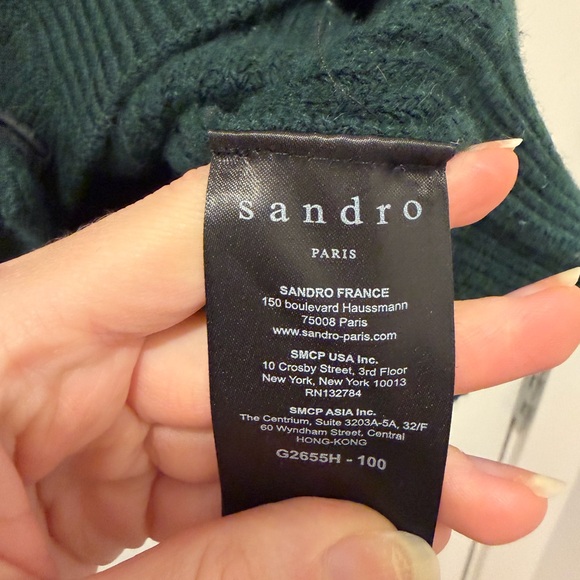 sandro
PARIS
SANDRO FRANCE
150 boulevard Haussmann
75008 Paris
www.sandro-paris.com
SMCP USA Inc.
10 Crosby Street, 3rd Floor
New York, New York 10013
RN132784
SMCP ASIA Inc.
The Centrium, Suite 3203A-5A, 32/F
60 Wyndham Street, Central
HONG-KONG
G2655H - 100